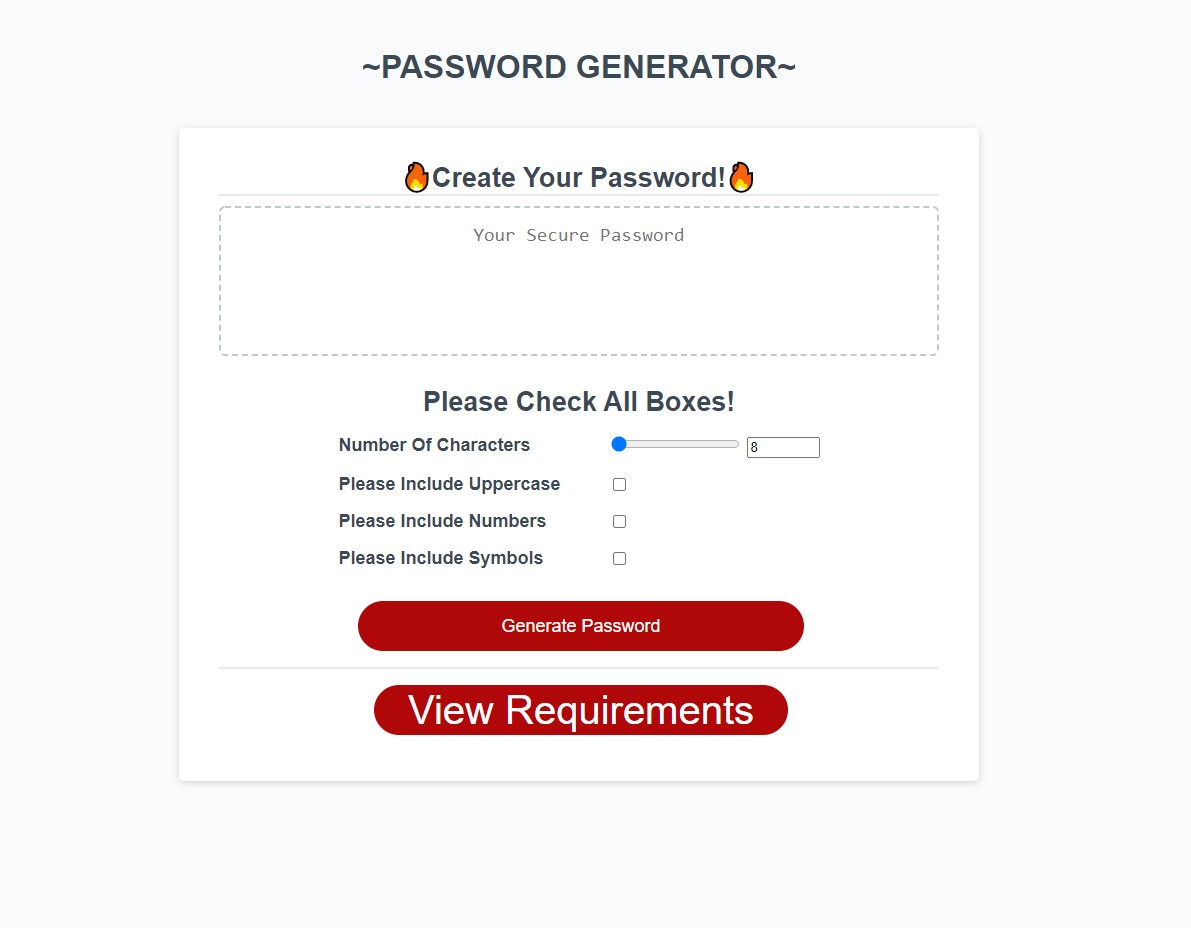 ~PASSWORD GENERATOR~
🔥Create Your Password!🔥
Your Secure Password
Please Check All Boxes!
Number Of Characters 8
Please Include Uppercase
Please Include Numbers
Please Include Symbols
Generate Password
View Requirements